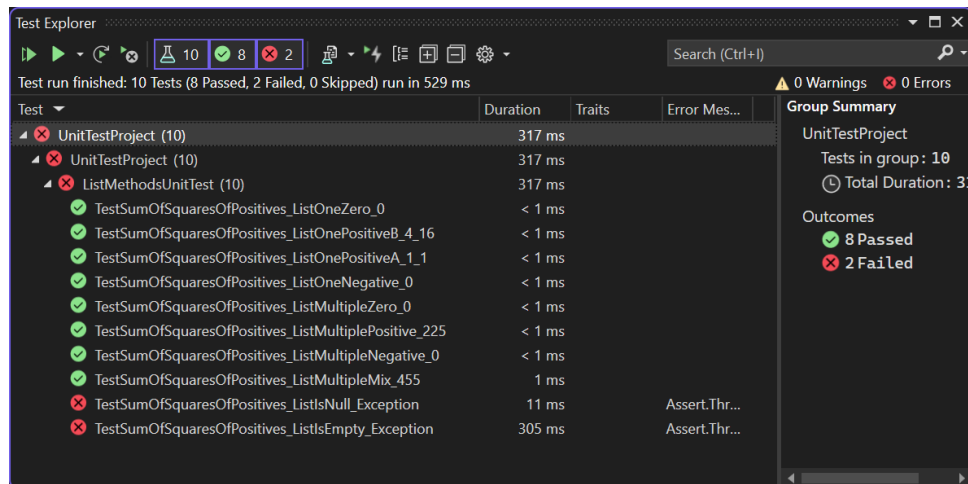 Test Explorer
10 8 2 Search (Ctrl+I)
Test run finished: 10 Tests (8 Passed, 2 Failed, 0 Skipped) run in 529 ms 0 Warnings 0 Errors
Test Duration Traits Error Mes...
UnitTestProject (10) 317 ms
UnitTestProject (10) 317 ms
ListMethodsUnitTest (10) 317 ms
TestSumOfSquaresOfPositives_ListOneZero_0 < 1 ms
TestSumOfSquaresOfPositives_ListOnePositiveB_4_16 < 1 ms
TestSumOfSquaresOfPositives_ListOnePositiveA_1_1 < 1 ms
TestSumOfSquaresOfPositives_ListOneNegative_0 < 1 ms
TestSumOfSquaresOfPositives_ListMultipleZero_0 < 1 ms
TestSumOfSquaresOfPositives_ListMultiplePositive_225 < 1 ms
TestSumOfSquaresOfPositives_ListMultipleNegative_0 < 1 ms
TestSumOfSquaresOfPositives_ListMultipleMix_455 1 ms
TestSumOfSquaresOfPositives_ListIsNull_Exception 11 ms Assert.Thr...
TestSumOfSquaresOfPositives_ListIsEmpty_Exception 305 ms Assert.Thr...
Group Summary
UnitTestProject
Tests in group: 10
Total Duration:
Outcomes
8 Passed
2 Failed